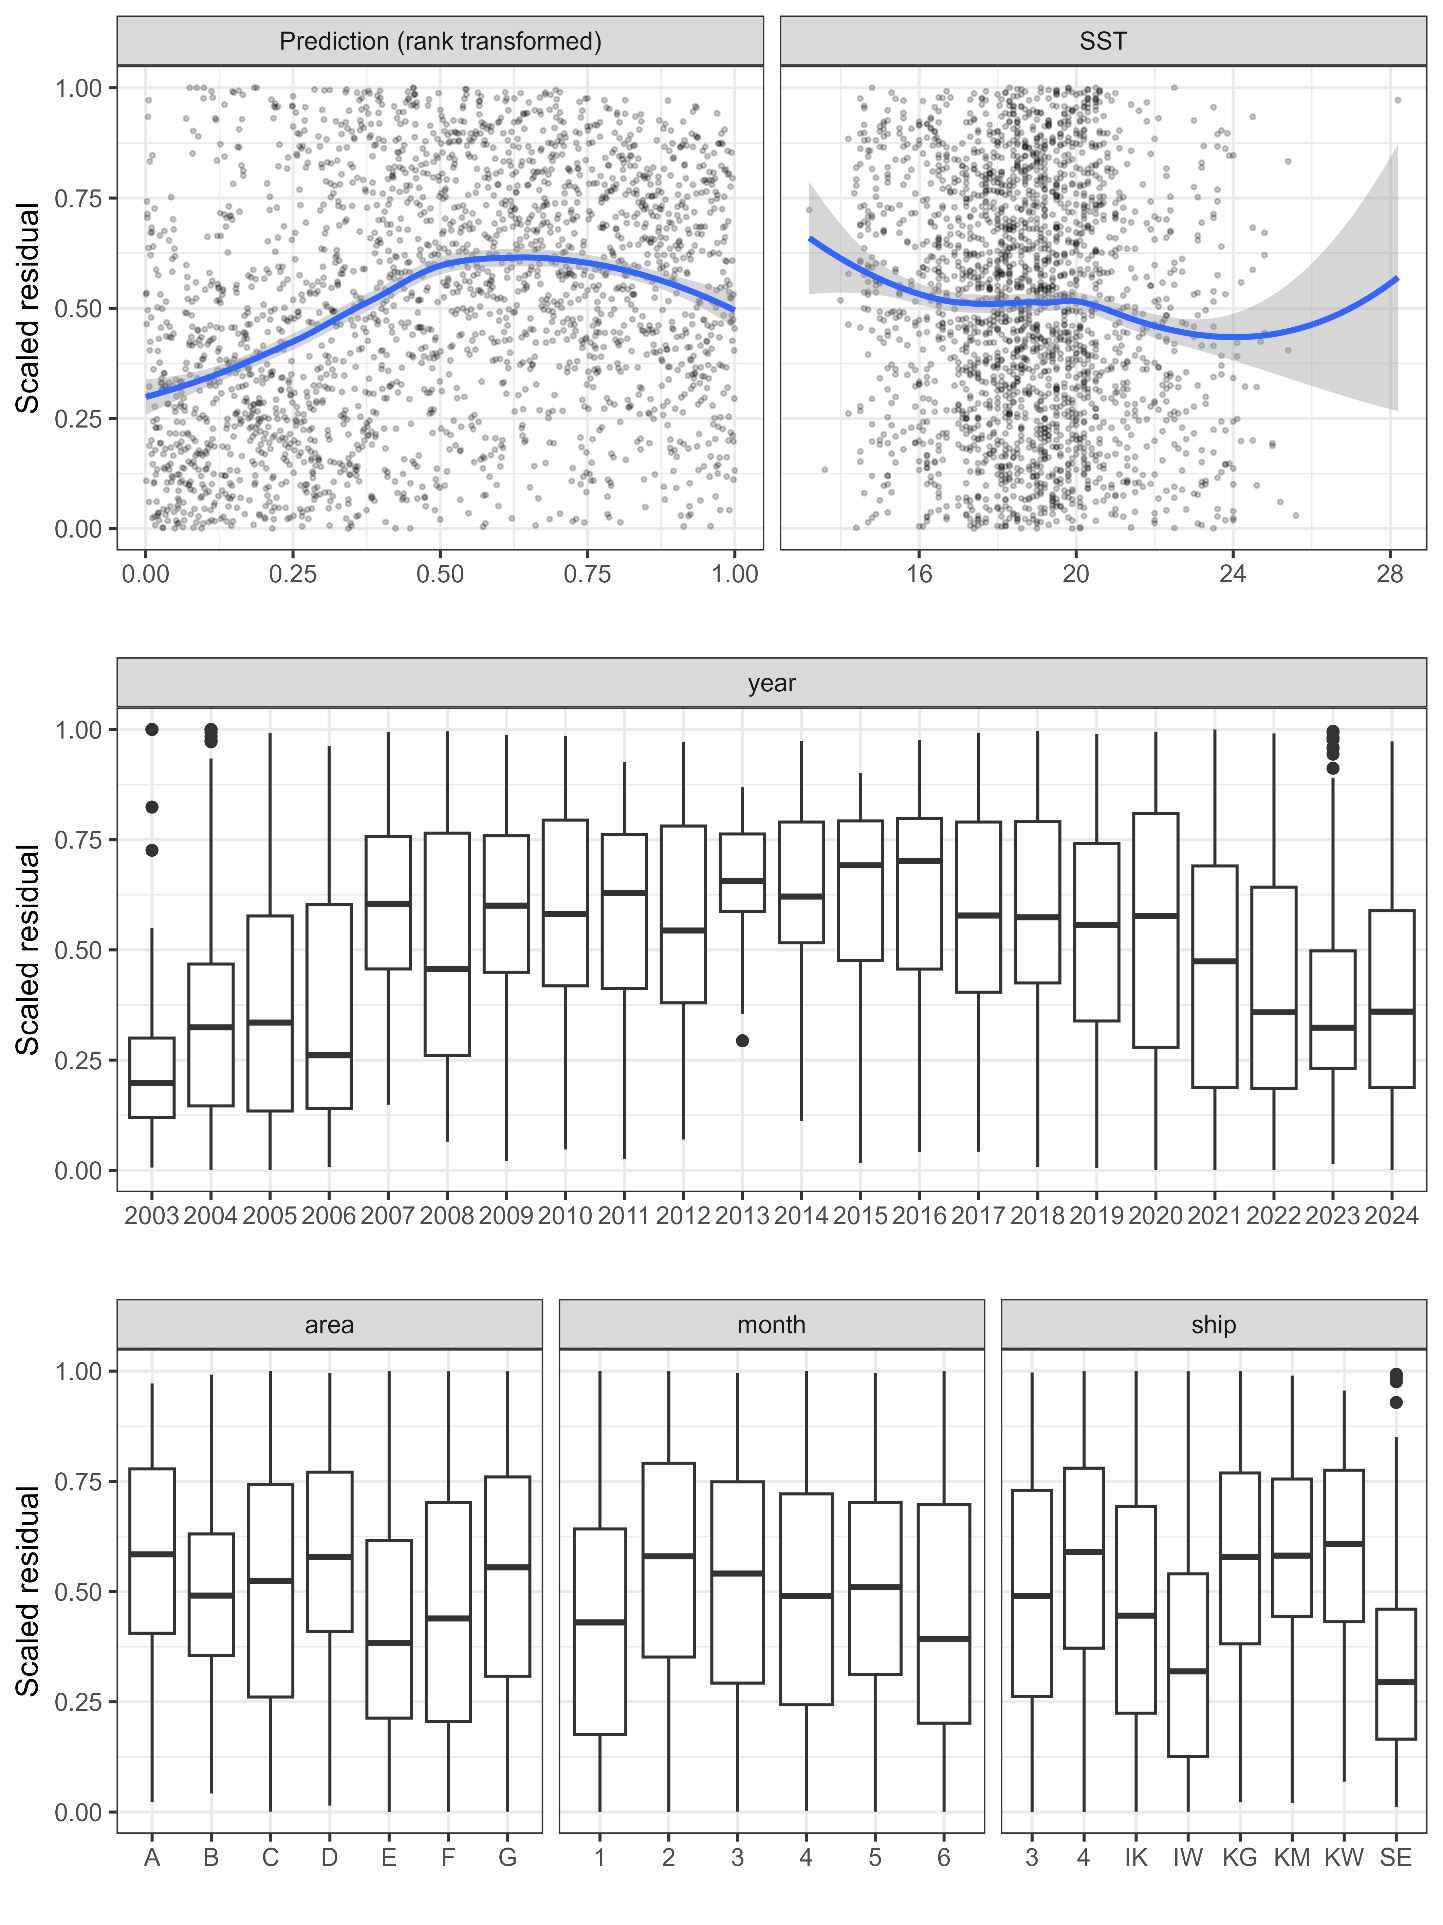 Prediction (rank transformed) SST
Scaled residual
1.00
0.75
0.50
0.25
0.00
0.00 0.25 0.50 0.75 1.00 16 20 24 28
year
Scaled residual
1.00
0.75
0.50
0.25
0.00
2003 2004 2005 2006 2007 2008 2009 2010 2011 2012 2013 2014 2015 2016 2017 2018 2019 2020 2021 2022 2023 2024
area month ship
Scaled residual
1.00
0.75
0.50
0.25
0.00
A B C D E F G 1 2 3 4 5 6 3 4 IK IW KG KM KW SE